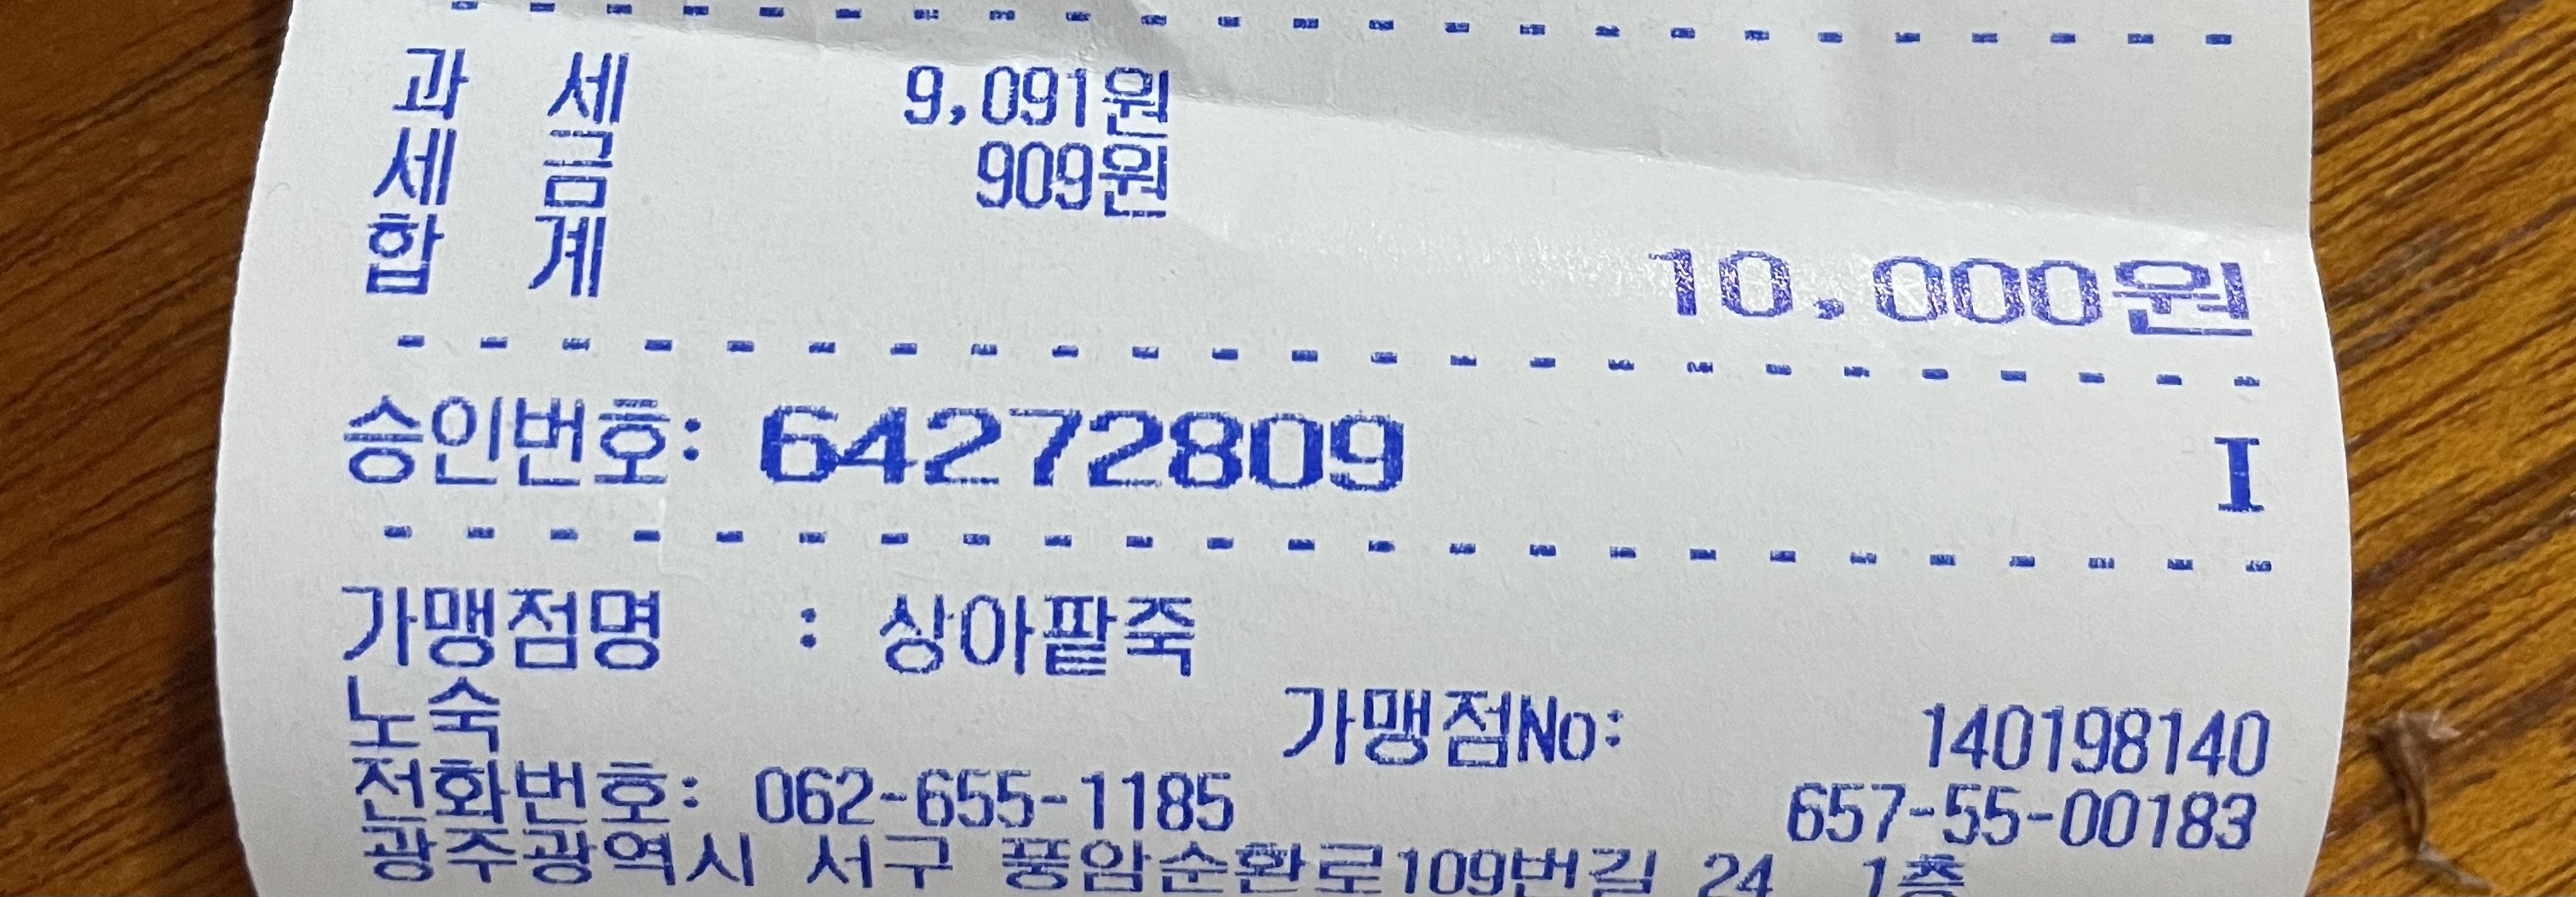 과 세 9,091원
세 금 909원
합 계 10,000원
승인번호: 64272809 I
가맹점명 : 상아팥죽
노숙 가맹점No: 140198140
전화번호: 062-655-1185 657-55-00183
광주광역시 서구 풍암순환로109번길 24 1층